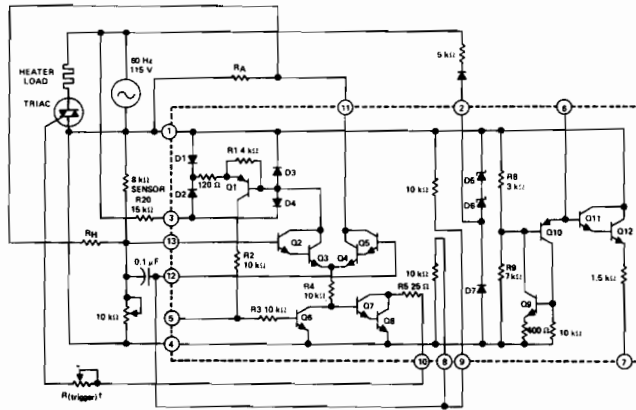 HEATER
LOAD
TRIAC
60 Hz
115 V
RA
5 kΩ
11
2
6
1
8 kΩ
SENSOR
R20
15 kΩ
3
D1
D2
120 Ω
R1 4 kΩ
Q1
D3
D4
10 kΩ
D5
D6
R8
3 kΩ
Q11
Q12
Q10
RH
13
Q2
Q3
Q4
Q5
0.1 µF
12
R2
10 kΩ
R4
10 kΩ
10 kΩ
D7
R9
7 kΩ
Q9
1.5 kΩ
10 kΩ
5
R3 10 kΩ
Q6
Q7
Q8
R5 25 Ω
600 Ω
10 kΩ
4
R(trigger)†
10
8
9
7